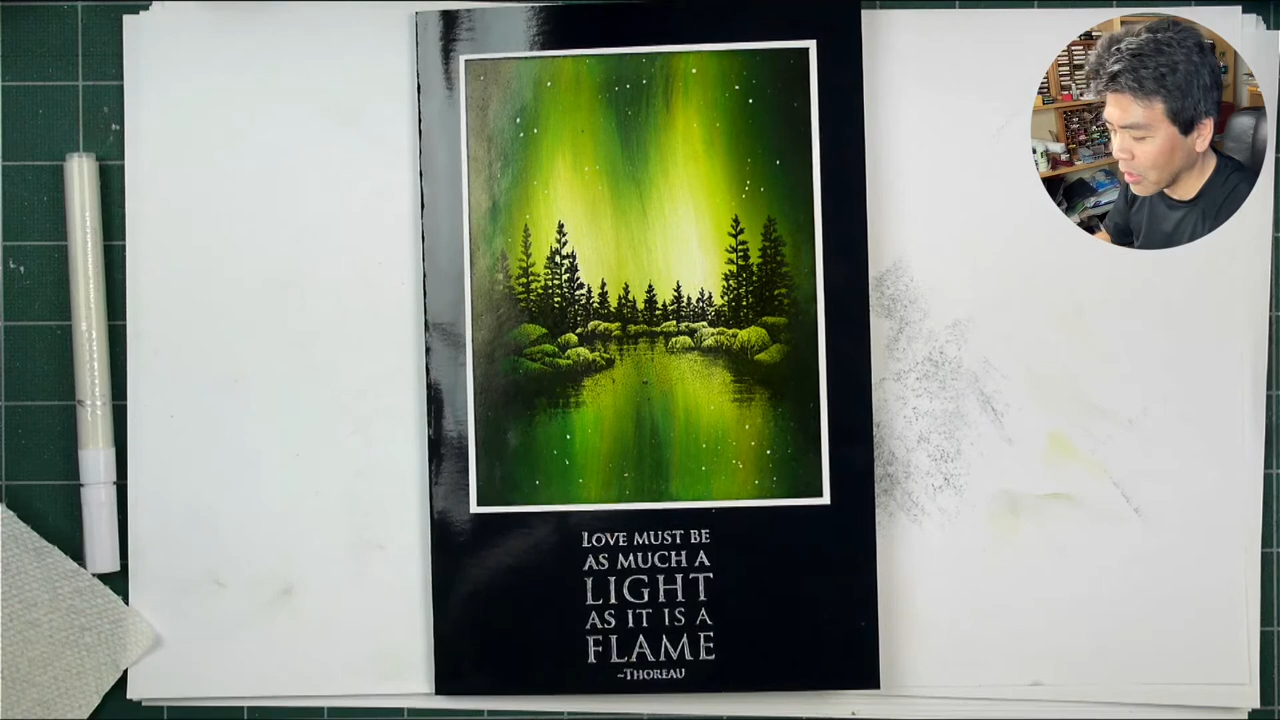 LOVE MUST BE
AS MUCH A
LIGHT
AS IT IS A
FLAME
~THOREAU